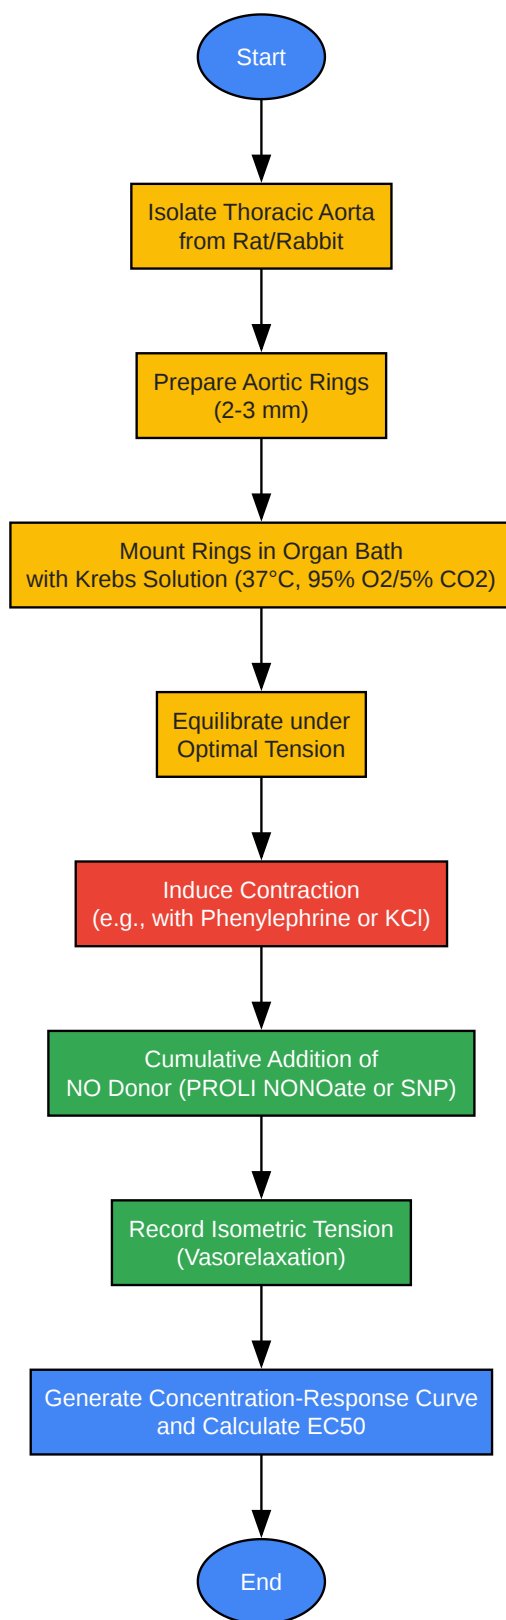 Start
Isolate Thoracic Aorta
from Rat/Rabbit
Prepare Aortic Rings
(2-3 mm)
Mount Rings in Organ Bath
with Krebs Solution (37°C, 95% O2/5% CO2)
Equilibrate under
Optimal Tension
Induce Contraction
(e.g., with Phenylephrine or KCl)
Cumulative Addition of
NO Donor (PROLI NONOate or SNP)
Record Isometric Tension
(Vasorelaxation)
Generate Concentration-Response Curve
and Calculate EC50
End